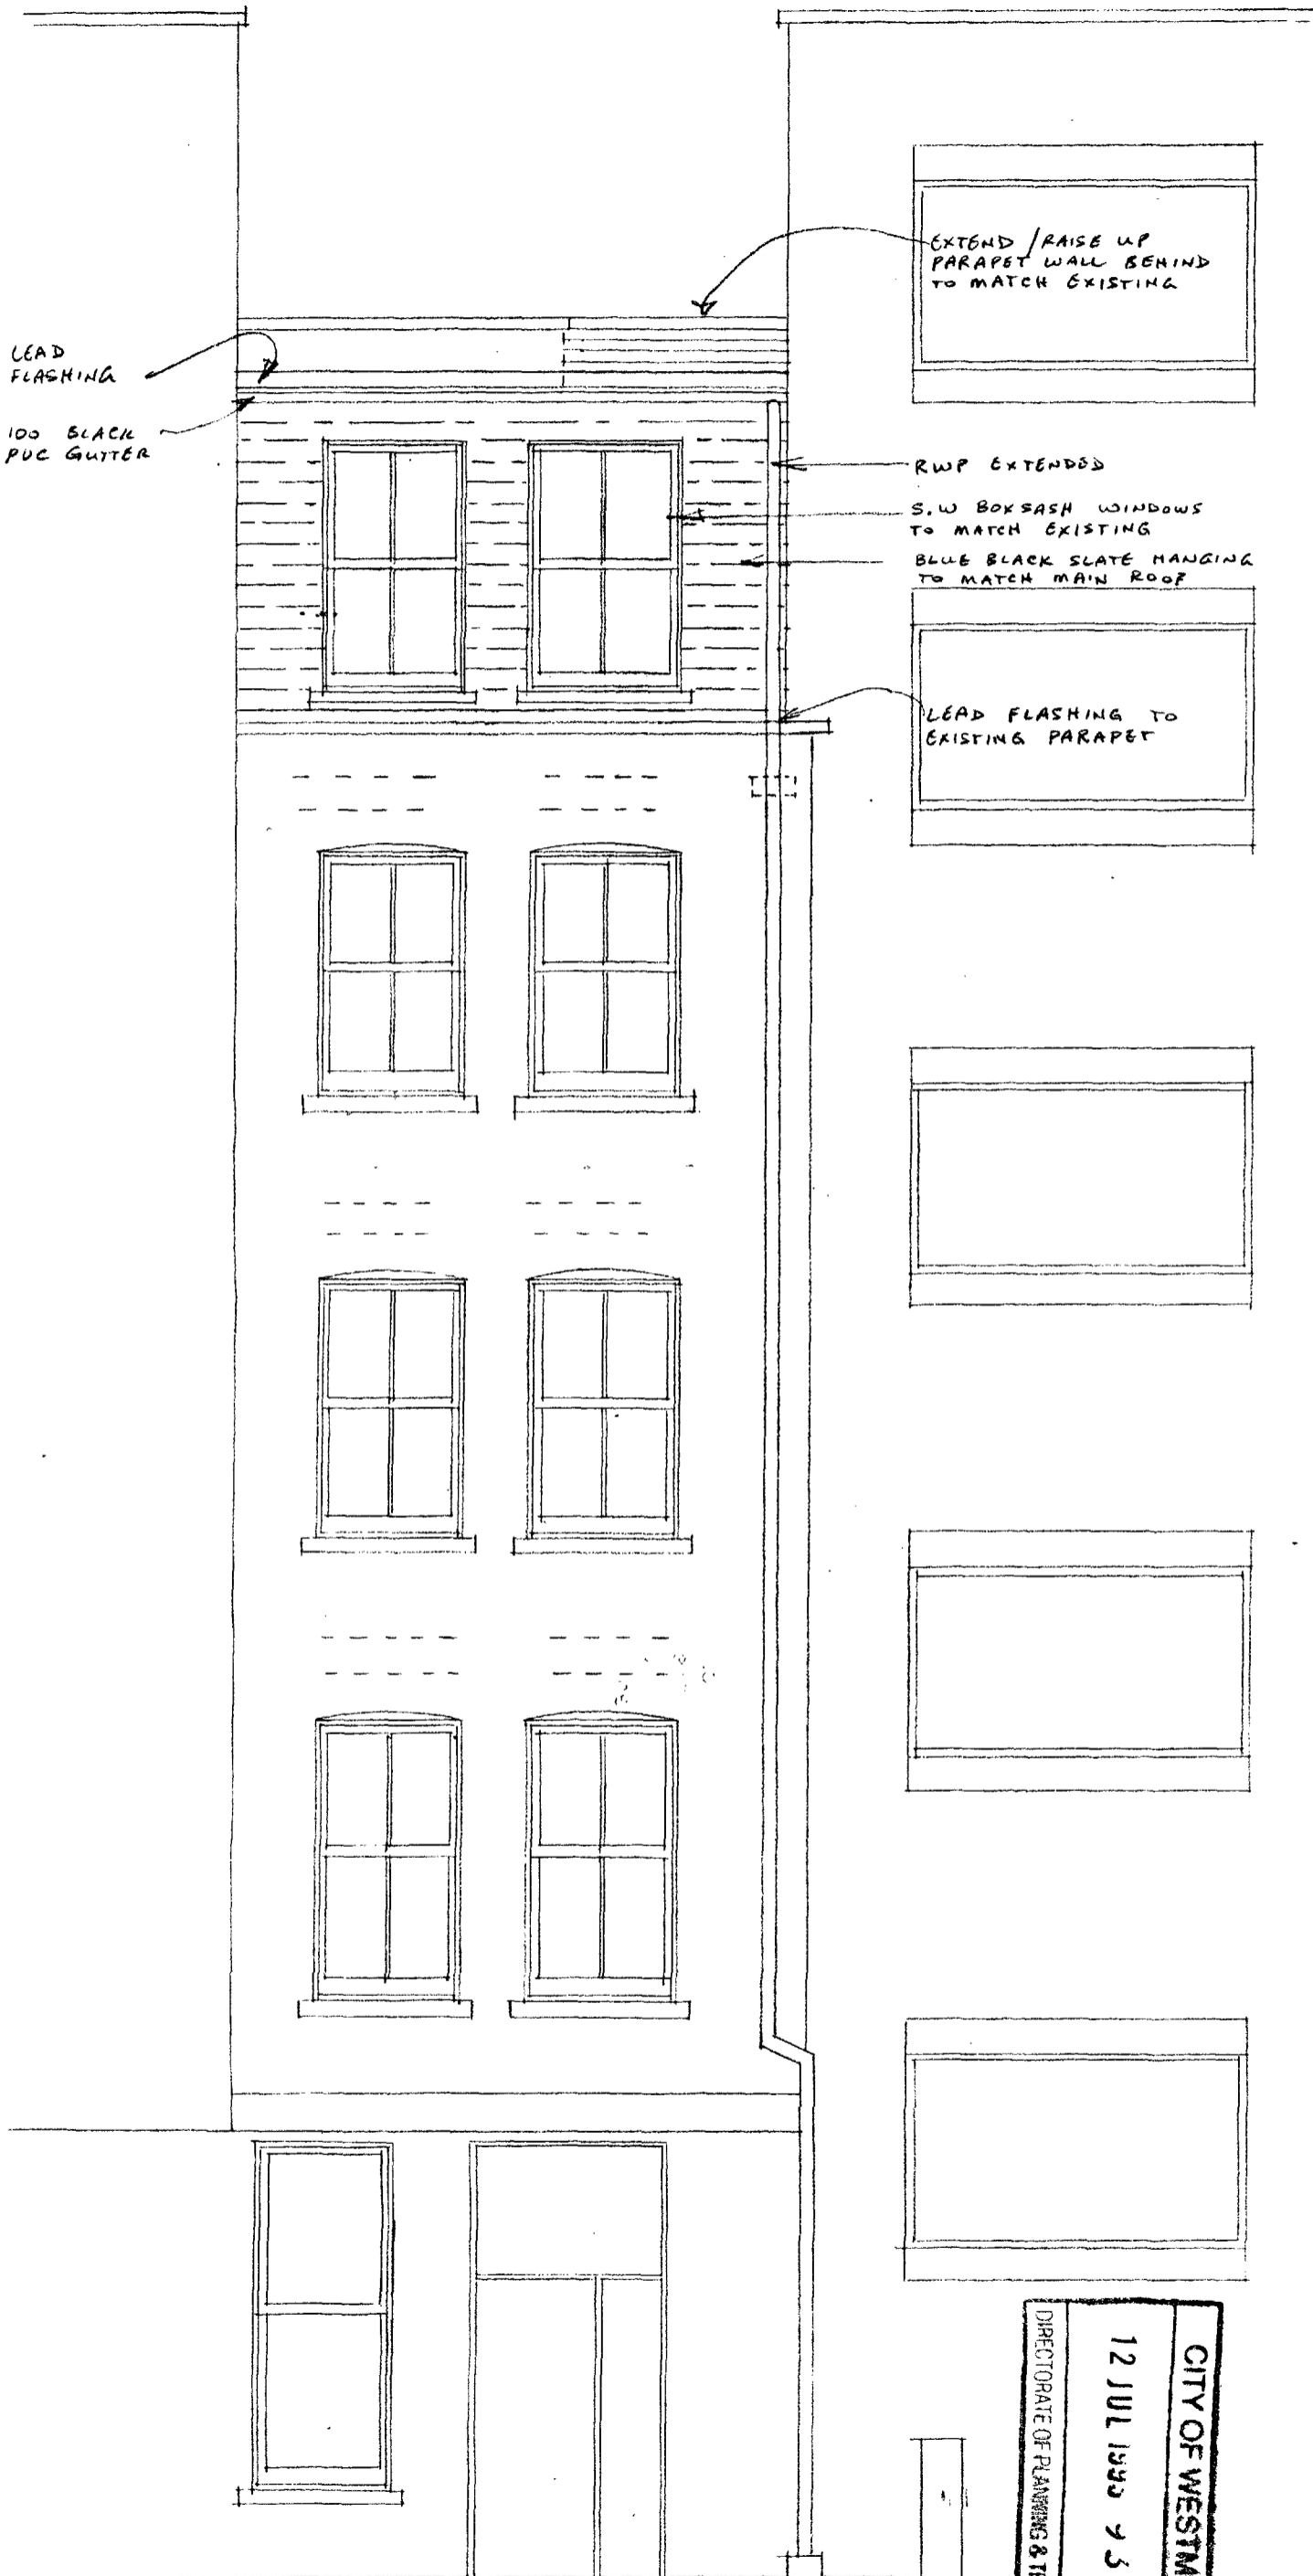 EXTEND / RAISE UP
PARAPET WALL BEHIND
TO MATCH EXISTING
LEAD
FLASHING
100 BLACK
PVC GUTTER
RWP EXTENDED
S.W BOXSASH WINDOWS
TO MATCH EXISTING
BLUE BLACK SLATE HANGING
TO MATCH MAIN ROOF
LEAD FLASHING TO
EXISTING PARAPET
CITY OF WESTM
12 JUL
DIRECTORATE OF PLANNING & TR